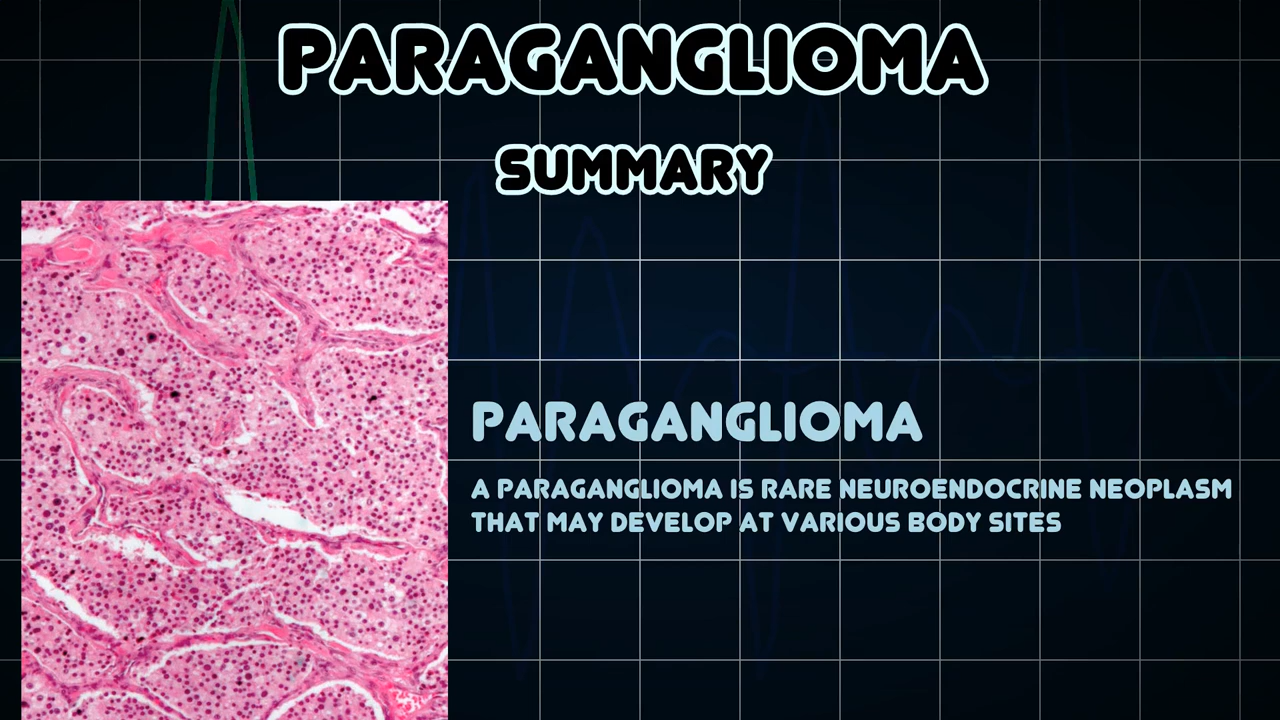 PARAGANGLIOMA
SUMMARY
PARAGANGLIOMA
A PARAGANGLIOMA IS RARE NEUROENDOCRINE NEOPLASM
THAT MAY DEVELOP AT VARIOUS BODY SITES